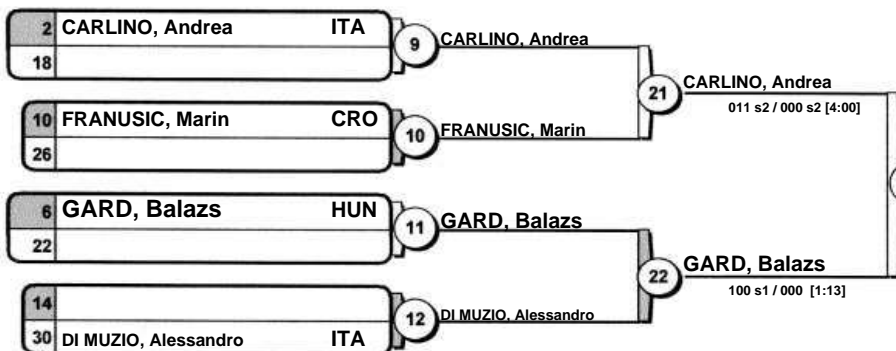 2 CARLINO, Andrea ITA
18
9 CARLINO, Andrea
10 FRANUSIC, Marin CRO
26
10 FRANUSIC, Marin
21 CARLINO, Andrea
011 s2 / 000 s2 [4:00]
6 GARD, Balazs HUN
22
11 GARD, Balazs
14
30 DI MUZIO, Alessandro ITA
12 DI MUZIO, Alessandro
22 GARD, Balazs
100 s1 / 000 [1:13]